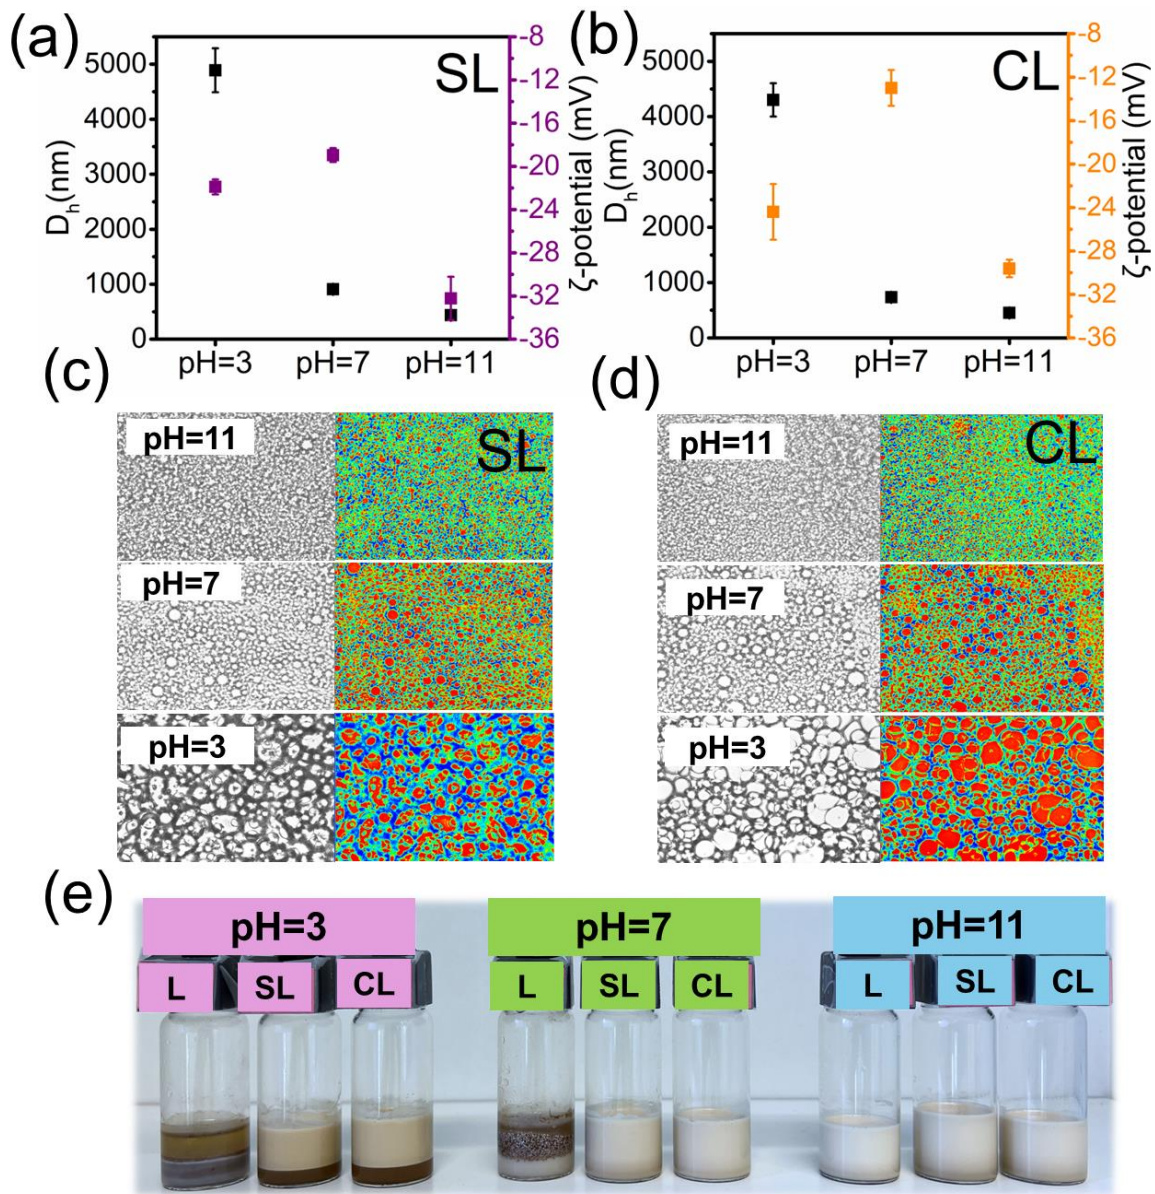 (a)
SL
D_h(nm)
5000
4000
3000
2000
1000
0
ζ-potential (mV)
-8
-12
-16
-20
-24
-28
-32
-36
pH=3 pH=7 pH=11
(b)
CL
D_h(nm)
5000
4000
3000
2000
1000
0
ζ-potential (mV)
-8
-12
-16
-20
-24
-28
-32
-36
pH=3 pH=7 pH=11
(c)
pH=11
SL
pH=7
pH=3
(d)
pH=11
CL
pH=7
pH=3
(e)
pH=3 pH=7 pH=11
L SL CL L SL CL L SL CL